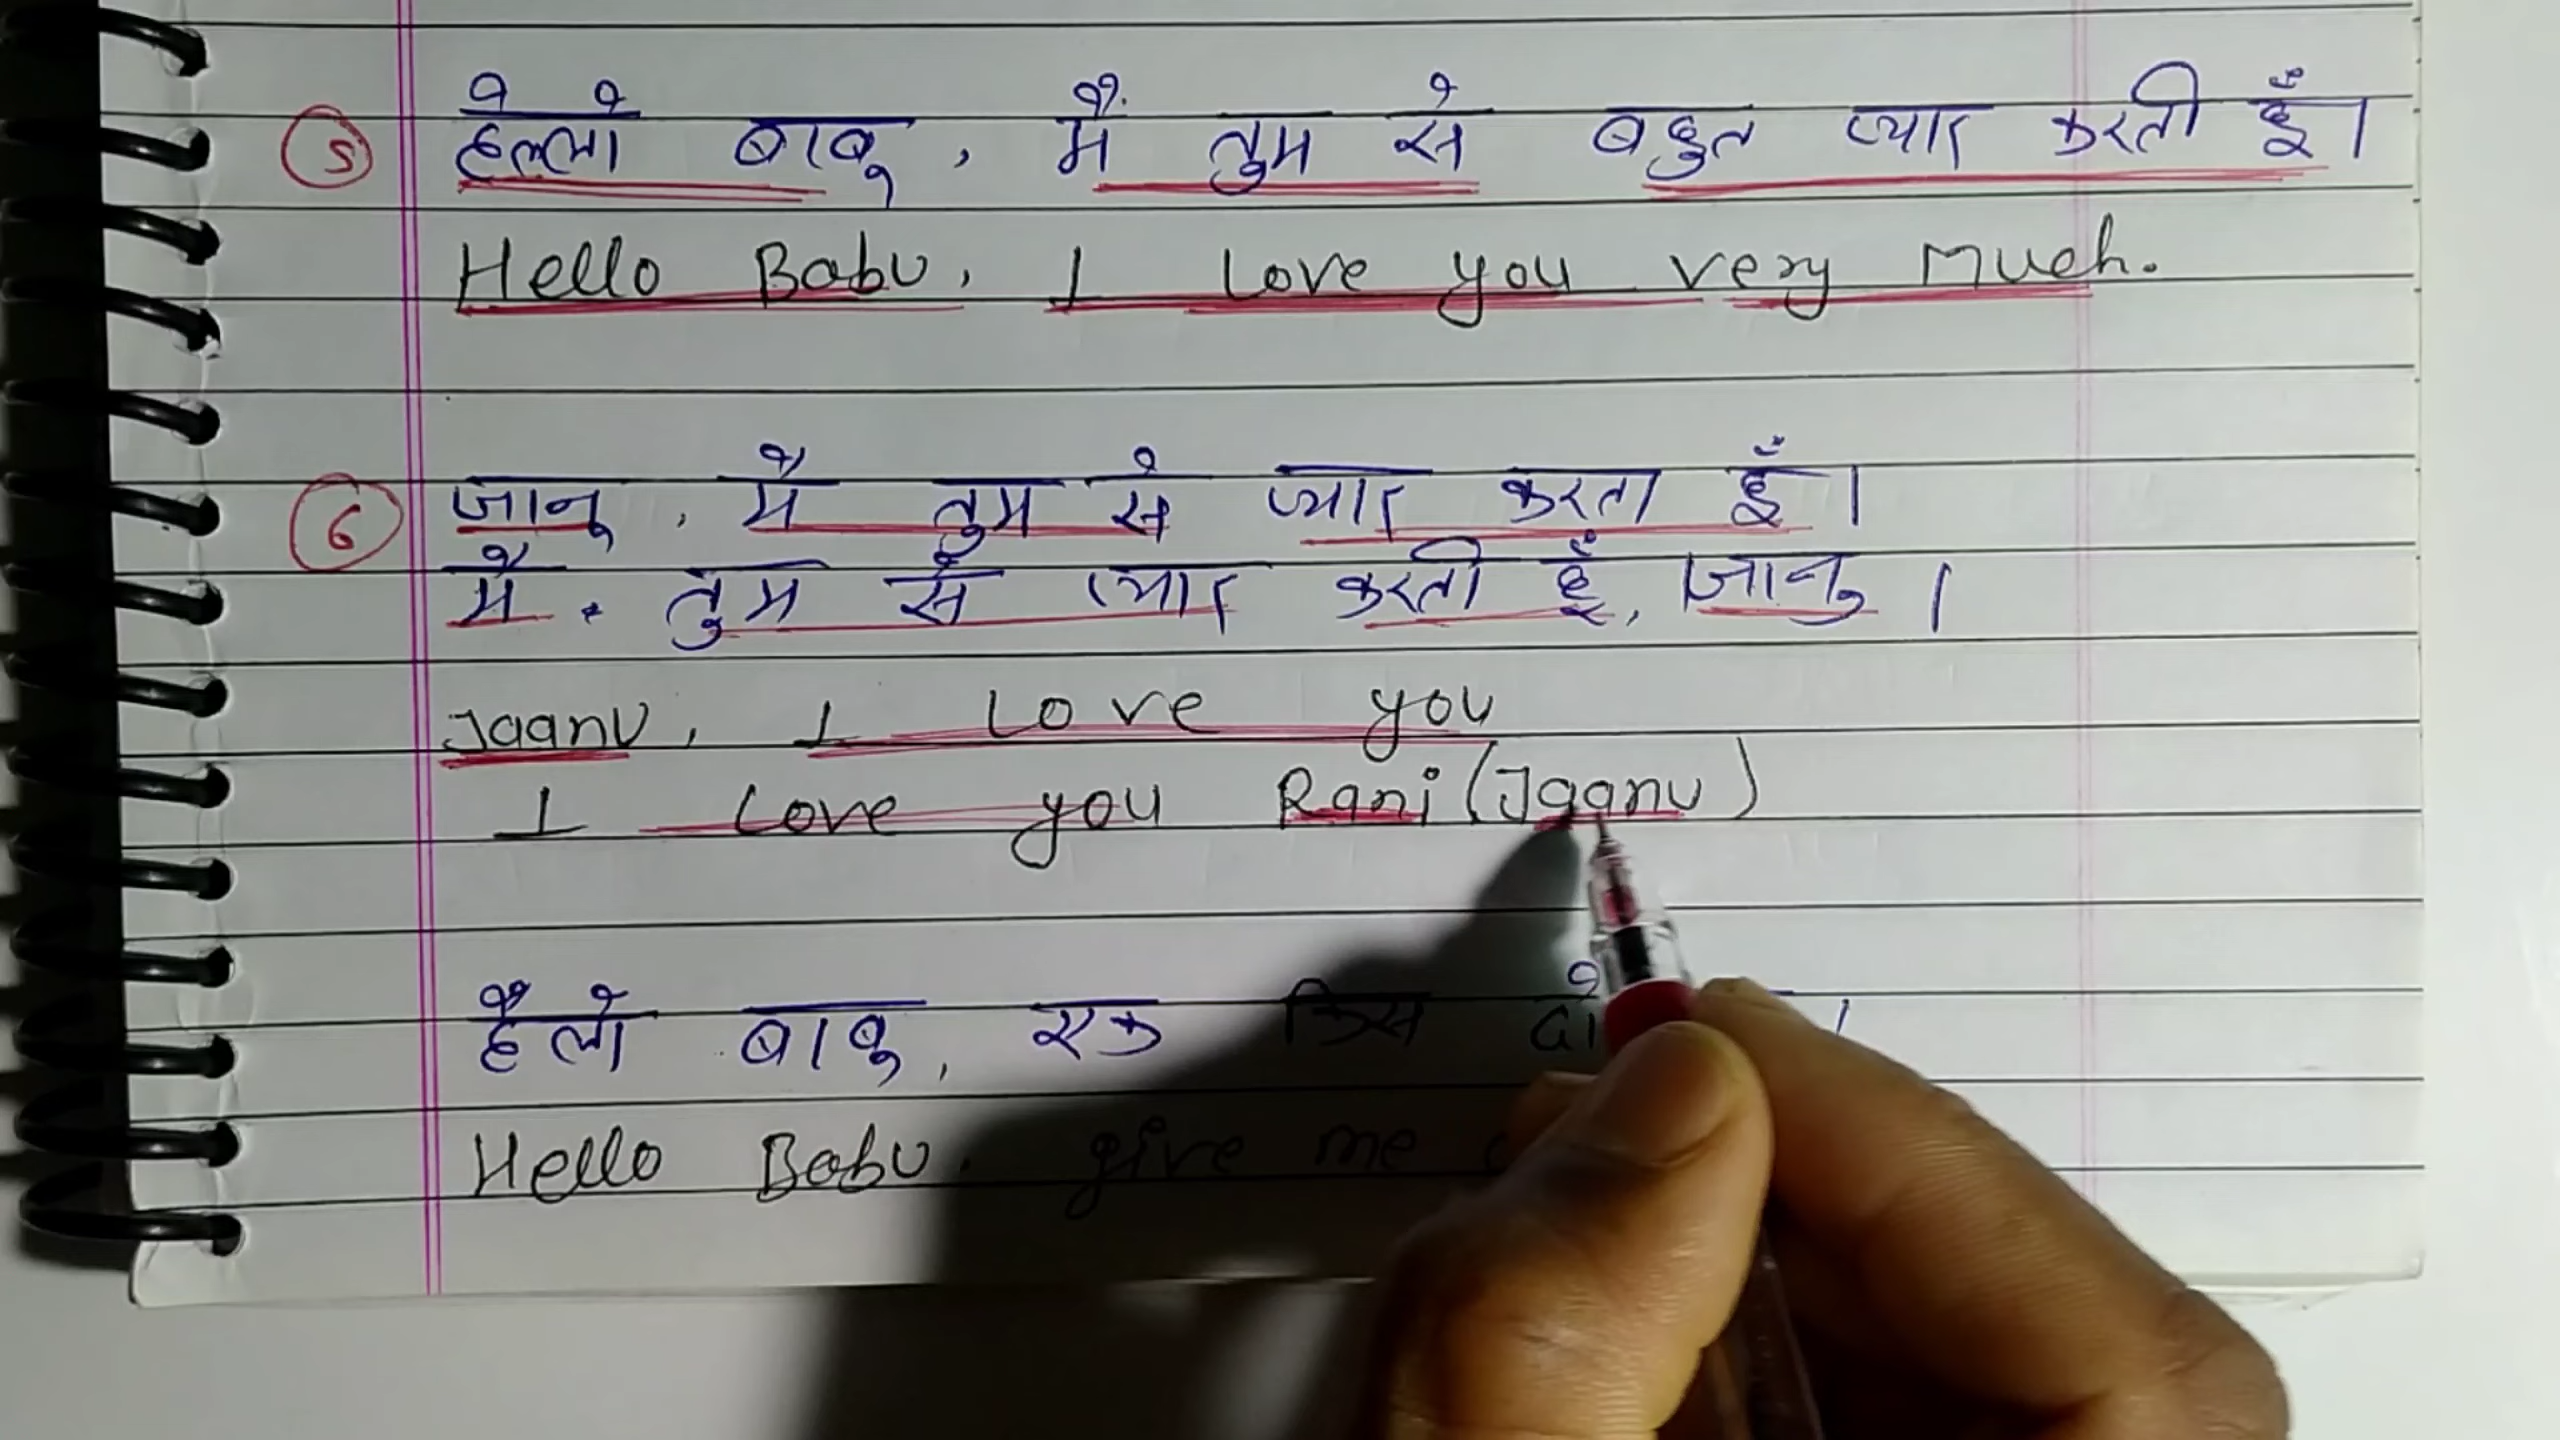 5 हेल्लो बाबू, मैं तुम से बहुत प्यार करती हूँ।
Hello Babu, I Love you very Much.
6 जानू, मै तुम से प्यार करता हूँ।
मै. तुम से प्यार करती हूँ, जानू।
Jaanu, I Love you
I Love you Rani (Jaanu)
हैलो बाबू, एक किस दो ।
Hello Babu. give me